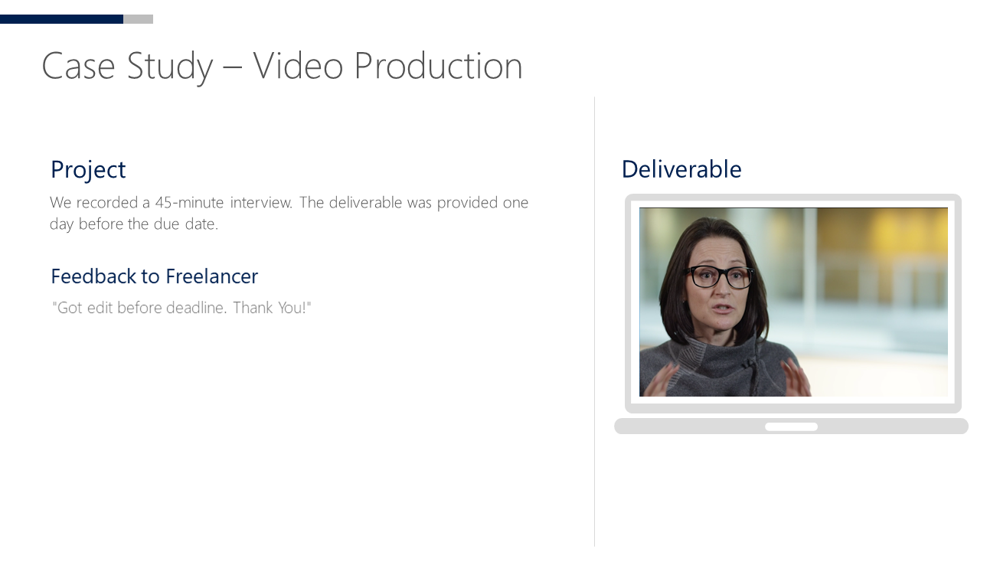 Case Study – Video Production
Project
We recorded a 45-minute interview. The deliverable was provided one
day before the due date.
Feedback to Freelancer
"Got edit before deadline. Thank You!"
Deliverable